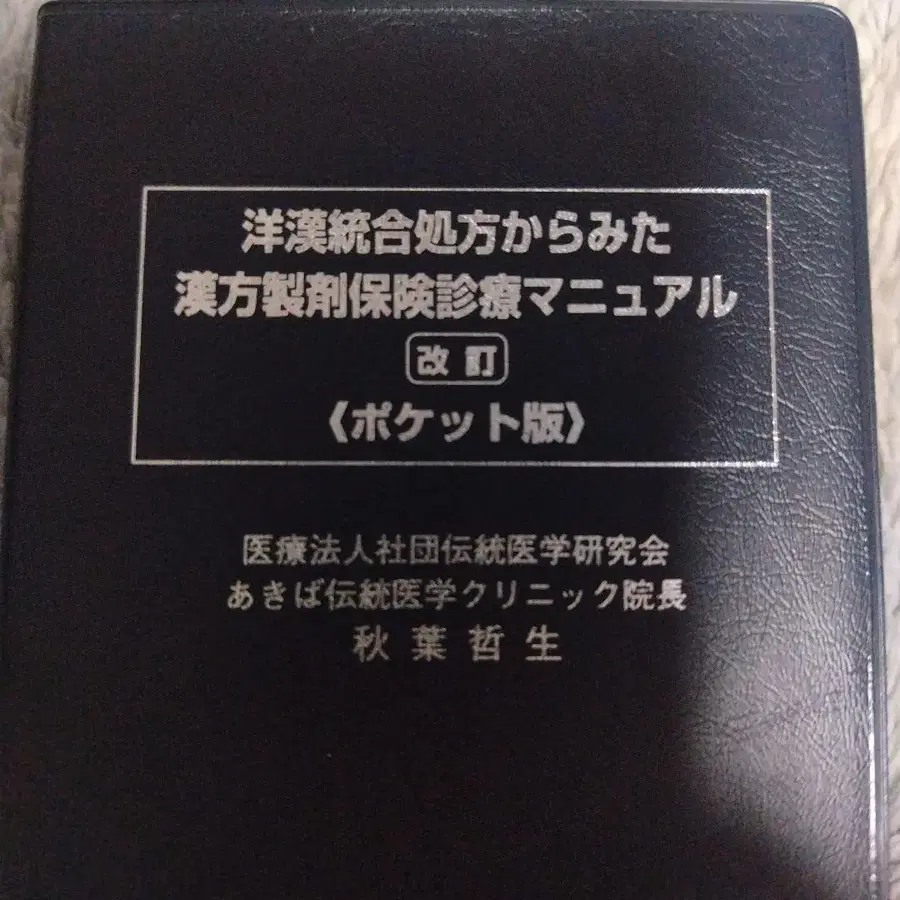 洋漢統合処方からみた
漢方製剤保険診療マニュアル
改訂
《ポケット版》
医療法人社団伝統医学研究会
あきば伝統医学クリニック院長
秋葉哲生